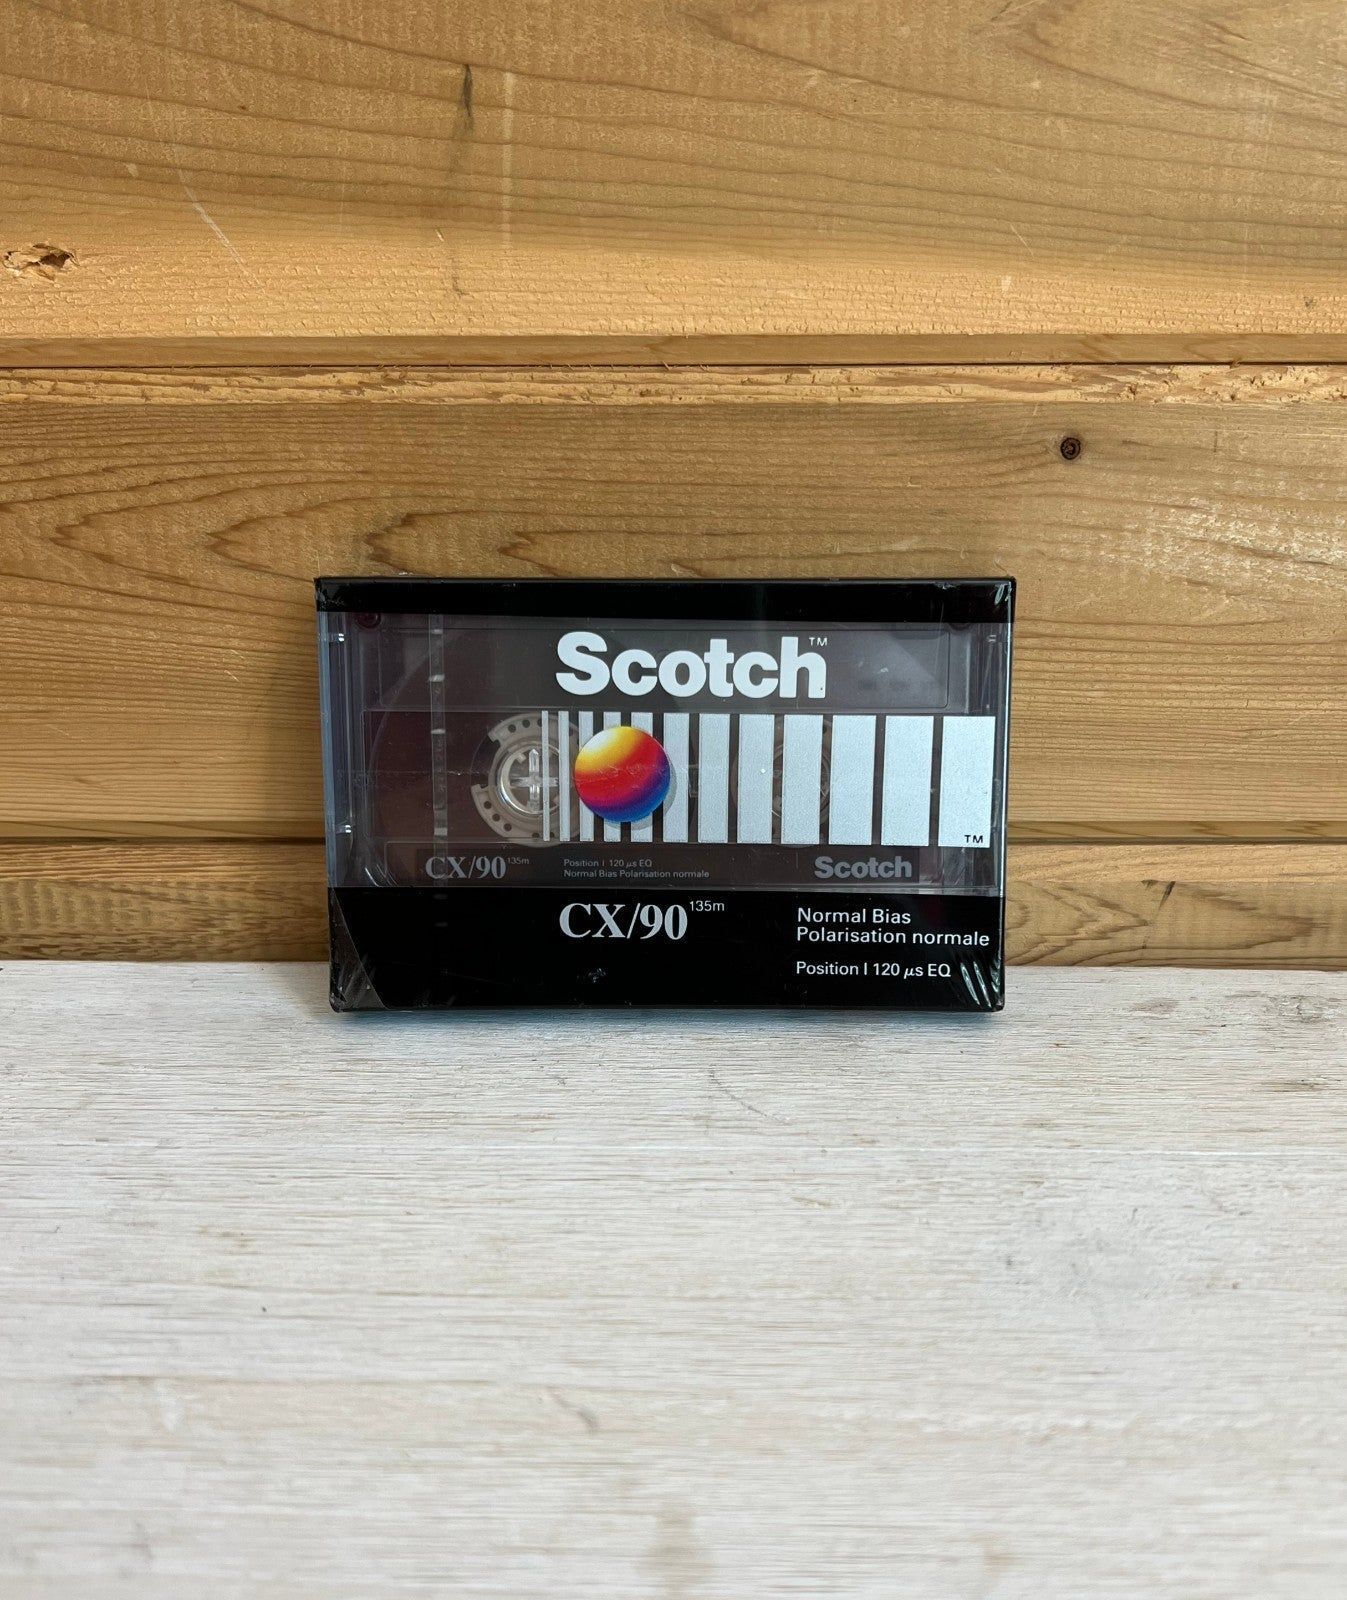 Scotch™
TM
CX/90 135m
Position I 120 µs EQ
Normal Bias Polarisation normale
Scotch
CX/90 135m
Normal Bias
Polarisation normale
Position I 120 µs EQ